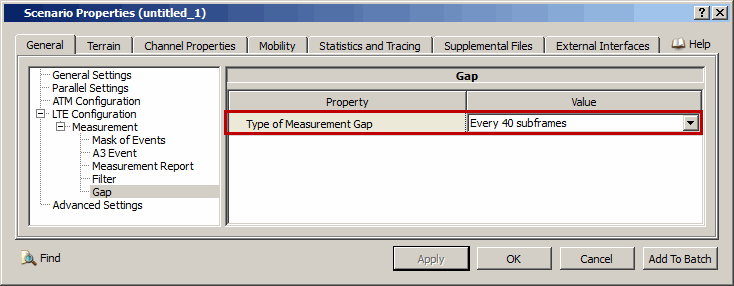 Scenario Properties (untitled_1)
General Terrain Channel Properties Mobility Statistics and Tracing Supplemental Files External Interfaces Help
General Settings
Parallel Settings
ATM Configuration
LTE Configuration
Measurement
Mask of Events
A3 Event
Measurement Report
Filter
Gap
Advanced Settings
Gap
Property Value
Type of Measurement Gap Every 40 subframes
Find Apply OK Cancel Add To Batch